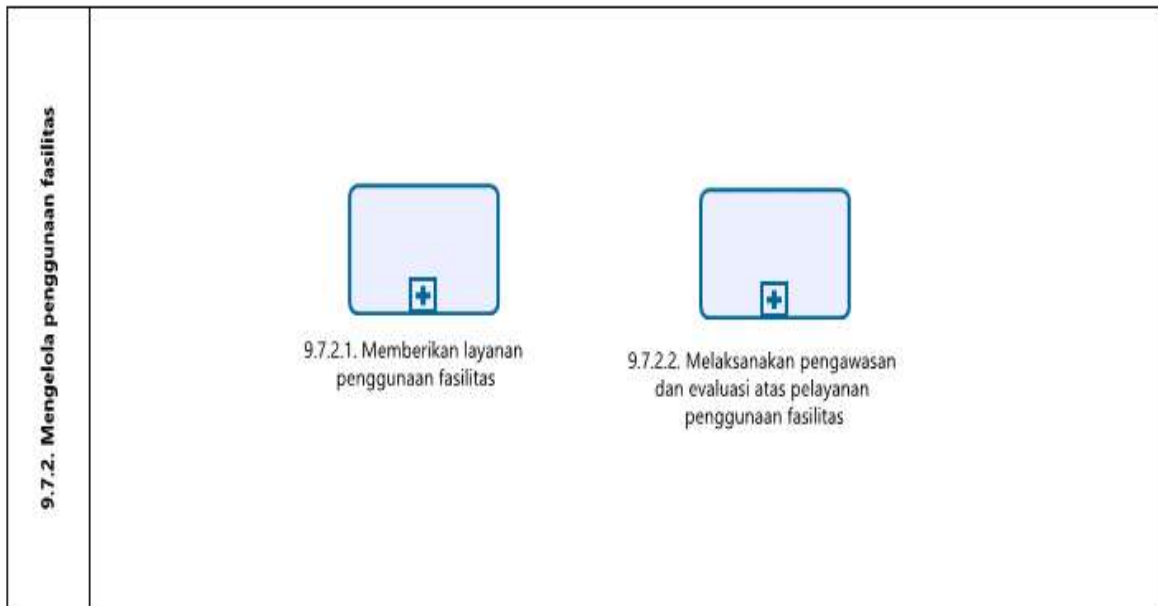 9.7.2. Mengelola penggunaan fasilitas
9.7.2.1. Memberikan layanan
penggunaan fasilitas
9.7.2.2. Melaksanakan pengawasan
dan evaluasi atas pelayanan
penggunaan fasilitas